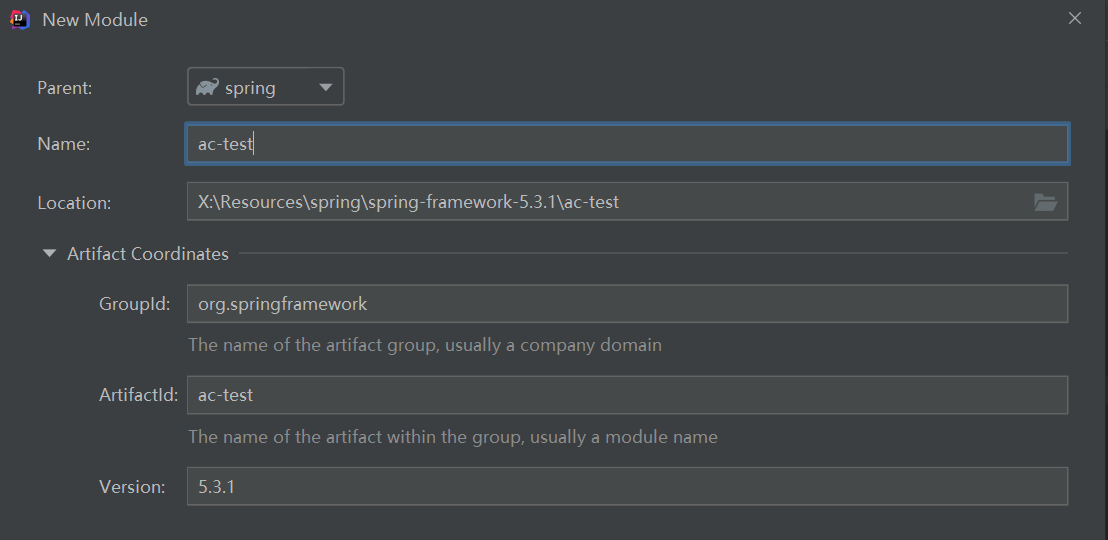 New Module
Parent: spring
Name: ac-test
Location: X:\Resources\spring\spring-framework-5.3.1\ac-test
Artifact Coordinates
GroupId: org.springframework
The name of the artifact group, usually a company domain
ArtifactId: ac-test
The name of the artifact within the group, usually a module name
Version: 5.3.1